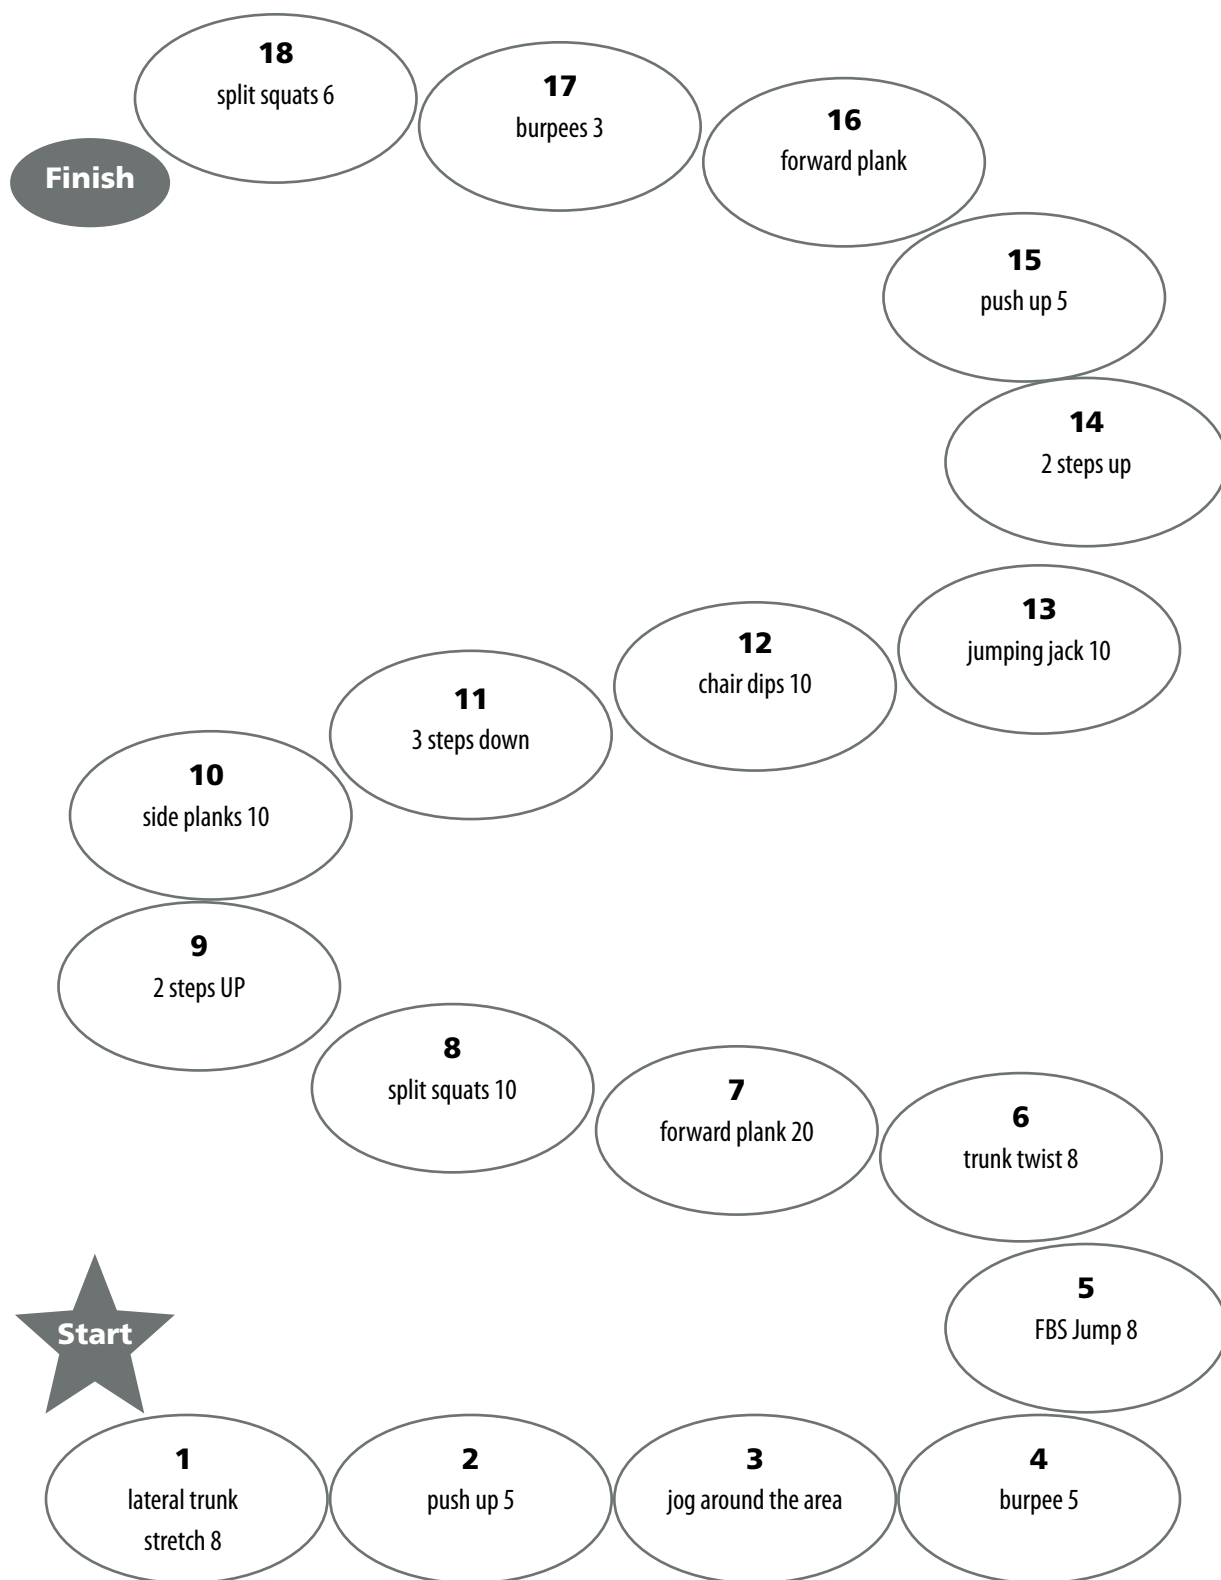 18
split squats 6
17
burpees 3
16
forward plank
Finish
15
push up 5
14
2 steps up
13
jumping jack 10
12
chair dips 10
11
3 steps down
10
side planks 10
9
2 steps UP
8
split squats 10
7
forward plank 20
6
trunk twist 8
5
FBS Jump 8
Start
1
lateral trunk
stretch 8
2
push up 5
3
jog around the area
4
burpee 5